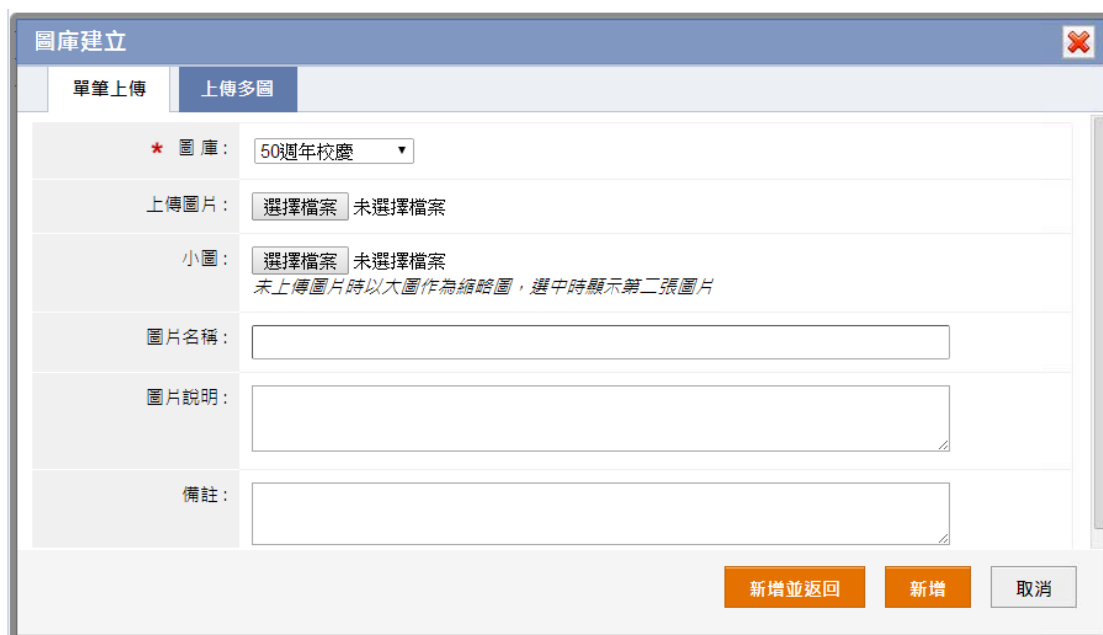 圖庫建立
單筆上傳 上傳多圖
* 圖庫: 50週年校慶
上傳圖片: 選擇檔案 未選擇檔案
小圖: 選擇檔案 未選擇檔案
未上傳圖片時以大圖作為縮略圖，選中時顯示第二張圖片
圖片名稱:
圖片說明:
備註:
新增並返回 新增 取消